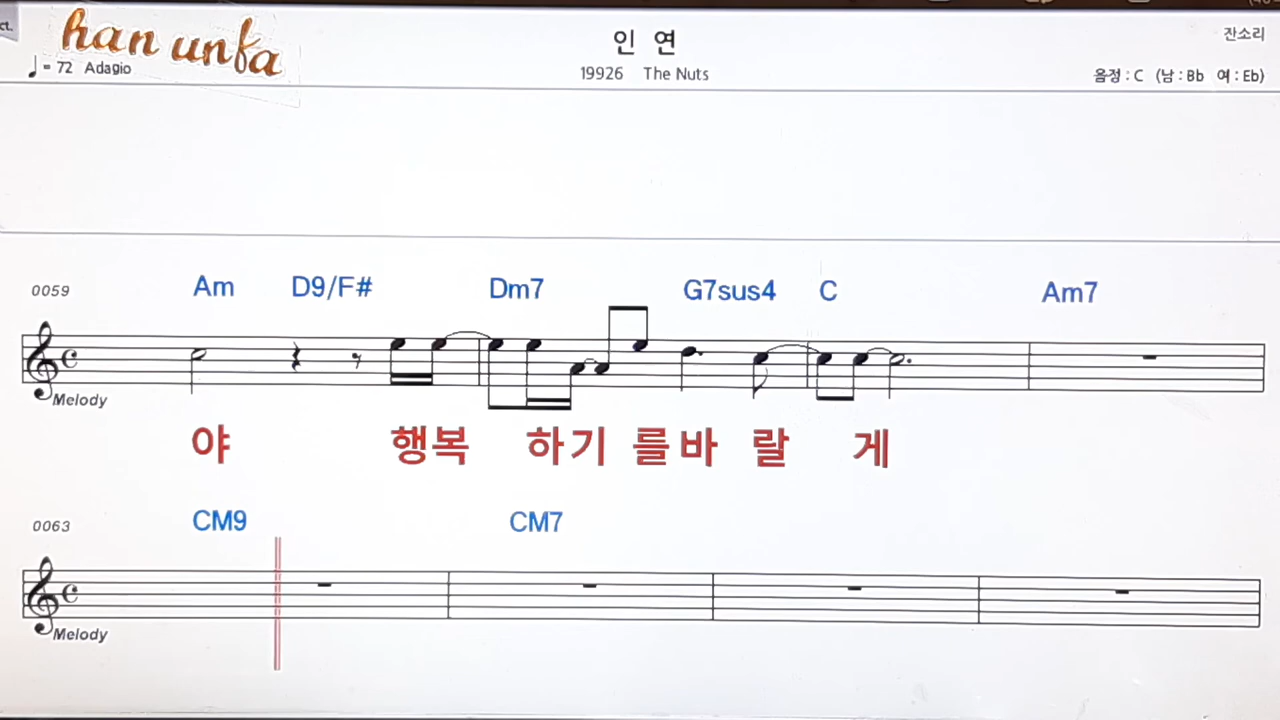 ct.
han unfa
인 연
잔소리
♩= 72 Adagio
19926 The Nuts
음정 : C (남 : Bb 여 : Eb)
0059
Am D9/F# Dm7 G7sus4 C Am7
Melody
야 행복 하기 를바 랄 게
0063
CM9 CM7
Melody